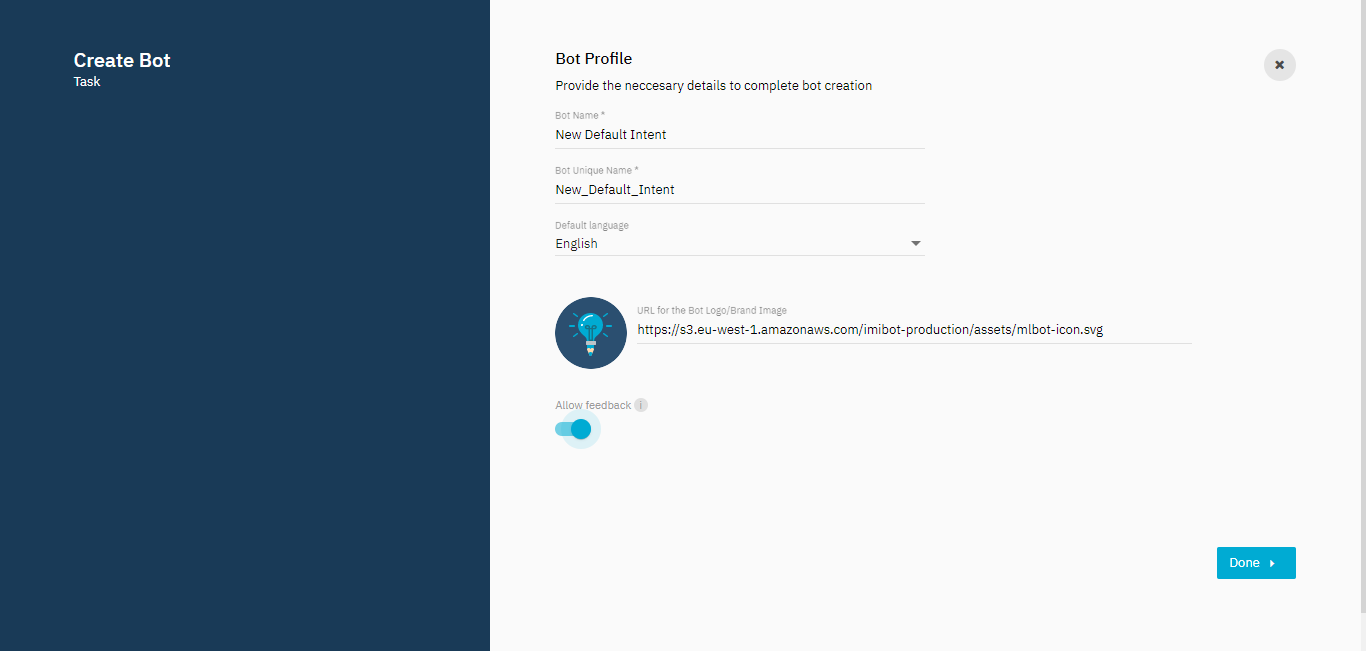 Create Bot
Task
Bot Profile
Provide the neccesary details to complete bot creation
Bot Name *
New Default Intent
Bot Unique Name *
New_Default_Intent
Default language
English
URL for the Bot Logo/Brand Image
https://s3.eu-west-1.amazonaws.com/imibot-production/assets/mlbot-icon.svg
Allow feedback i
Done